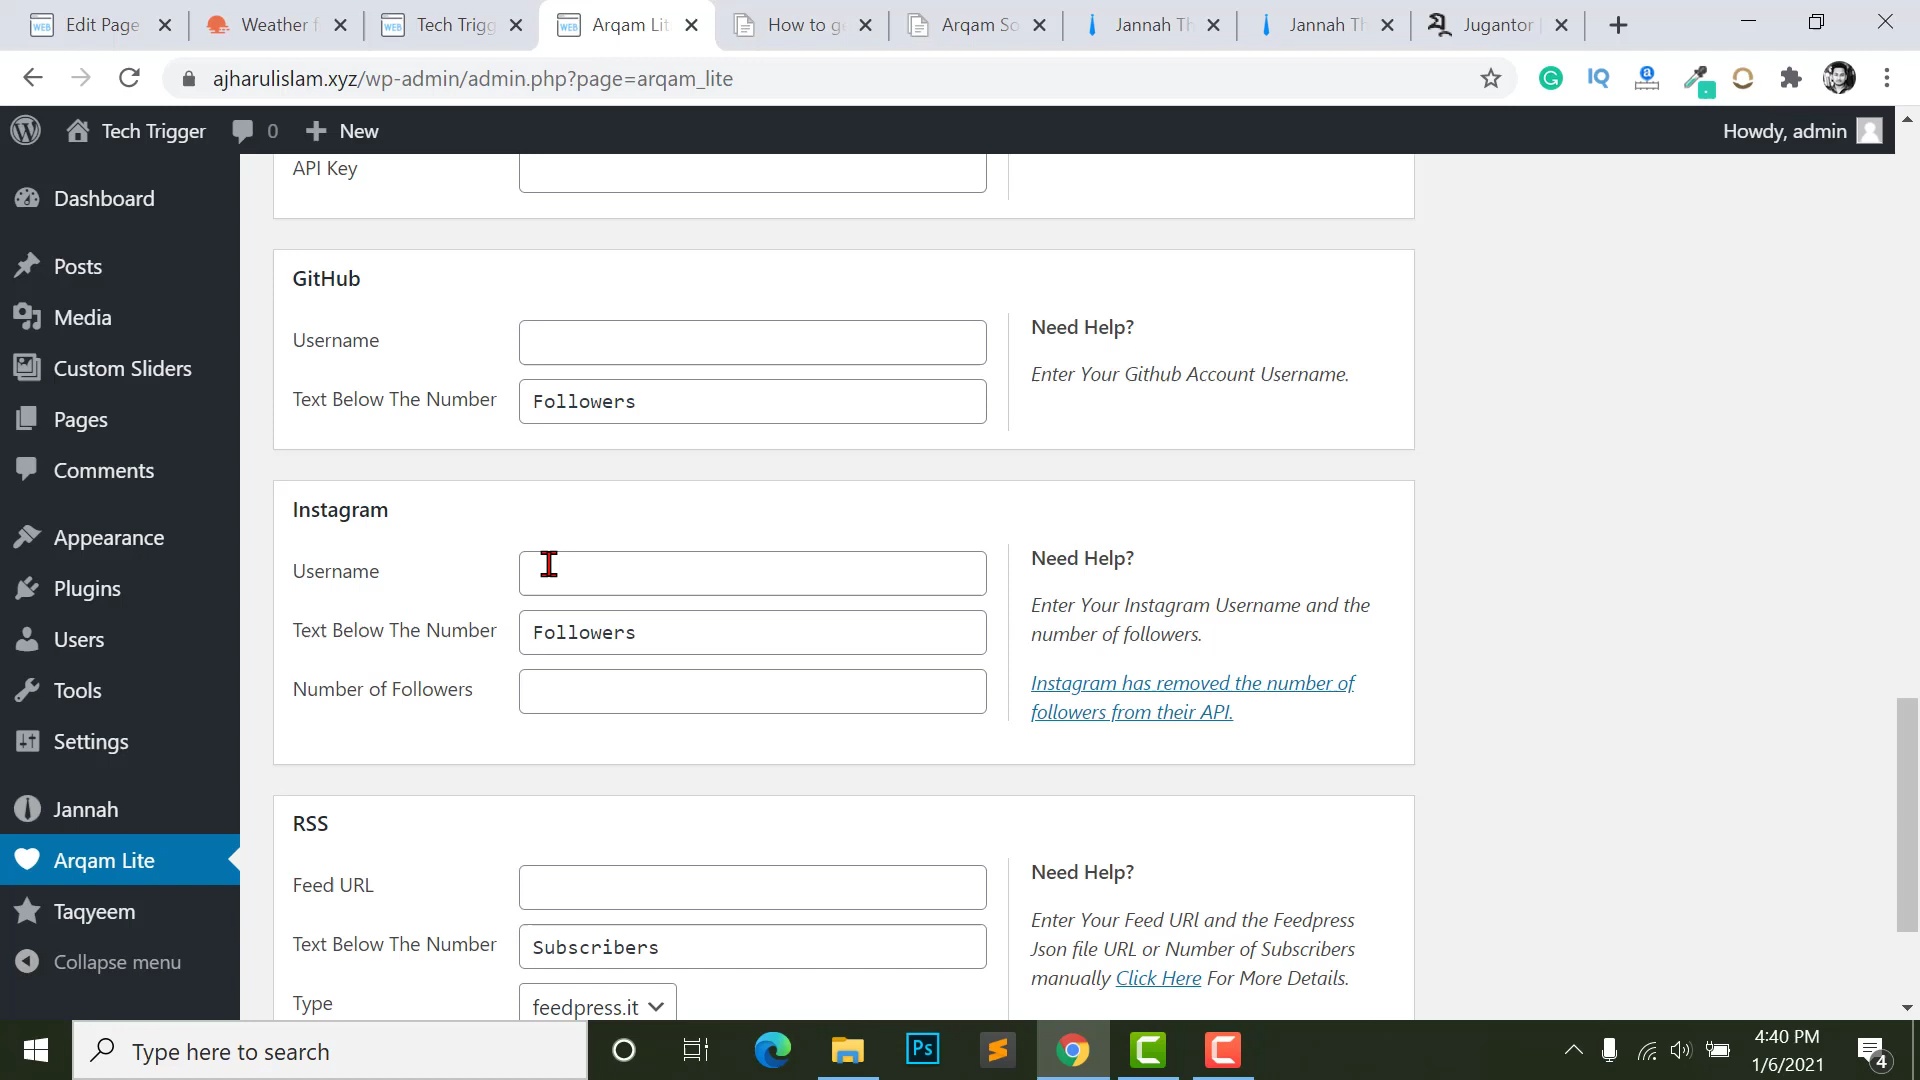 Edit Page
Weather f
Tech Trigg
Arqam Lit
How to g
Arqam So
Jannah Th
Jannah Th
Jugantor
ajharulislam.xyz/wp-admin/admin.php?page=arqam_lite
Tech Trigger
0
New
Howdy, admin
Dashboard
Posts
Media
Custom Sliders
Pages
Comments
Appearance
Plugins
Users
Tools
Settings
Jannah
Arqam Lite
Taqyeem
Collapse menu
API Key
GitHub
Username
Text Below The Number
Followers
Need Help?
Enter Your Github Account Username.
Instagram
Username
Text Below The Number
Followers
Number of Followers
Need Help?
Enter Your Instagram Username and the
number of followers.
Instagram has removed the number of
followers from their API.
RSS
Feed URL
Text Below The Number
Subscribers
Type
feedpress.it
Need Help?
Enter Your Feed URl and the Feedpress
Json file URL or Number of Subscribers
manually Click Here For More Details.
Type here to search
Ps
4:40 PM
1/6/2021
4